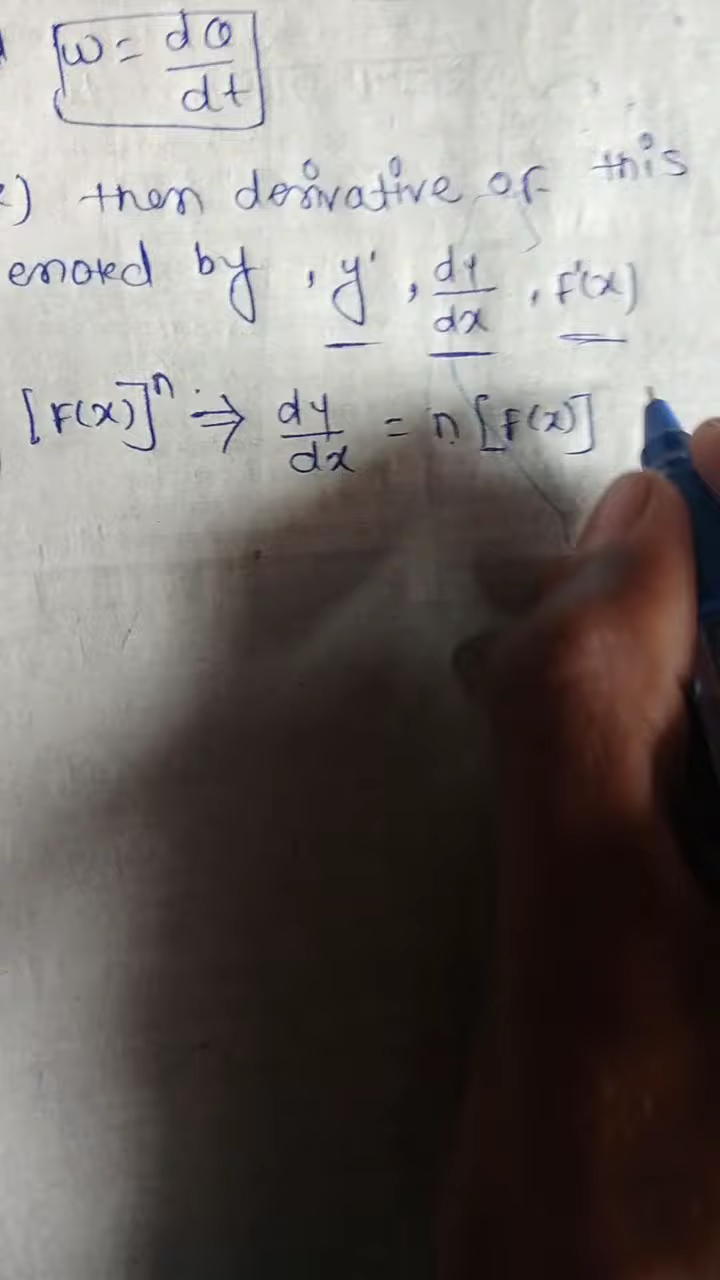 ω = dθ/dt
) then derivative of this
enoted by , y' , dy/dx , F'(x)
[F(x)]^n ⇒ dy/dx = n [F(x)]